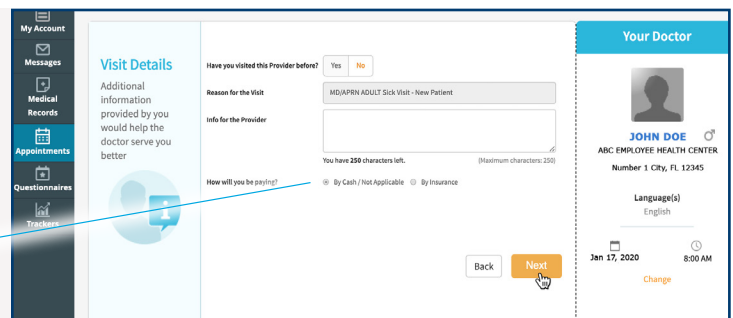 My Account
Messages
Medical
Records
Appointments
Questionnaires
Trackers
Visit Details
Additional
information
provided by you
would help the
doctor serve you
better
Have you visited this Provider before?
Yes No
Reason for the Visit
MD/APRN ADULT Sick Visit - New Patient
Info for the Provider
You have 250 characters left. (Maximum characters: 250)
How will you be paying?
By Cash / Not Applicable By Insurance
Back Next
Your Doctor
JOHN DOE
ABC EMPLOYEE HEALTH CENTER
Number 1 City, FL 12345
Language(s)
English
Jan 17, 2020 8:00 AM
Change